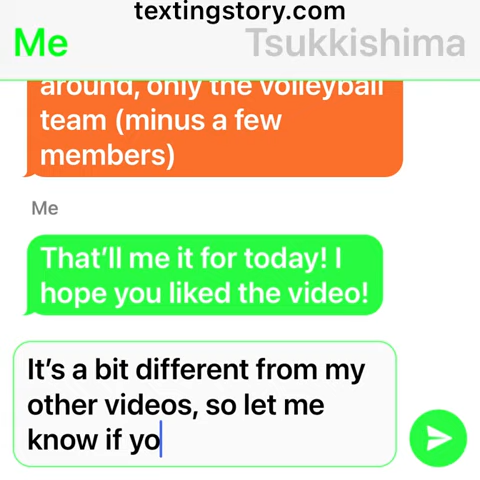 textingstory.com
Me
Tsukkishima
around, only the volleyball
team (minus a few
members)
Me
That’ll me it for today! I
hope you liked the video!
It’s a bit different from my
other videos, so let me
know if yo